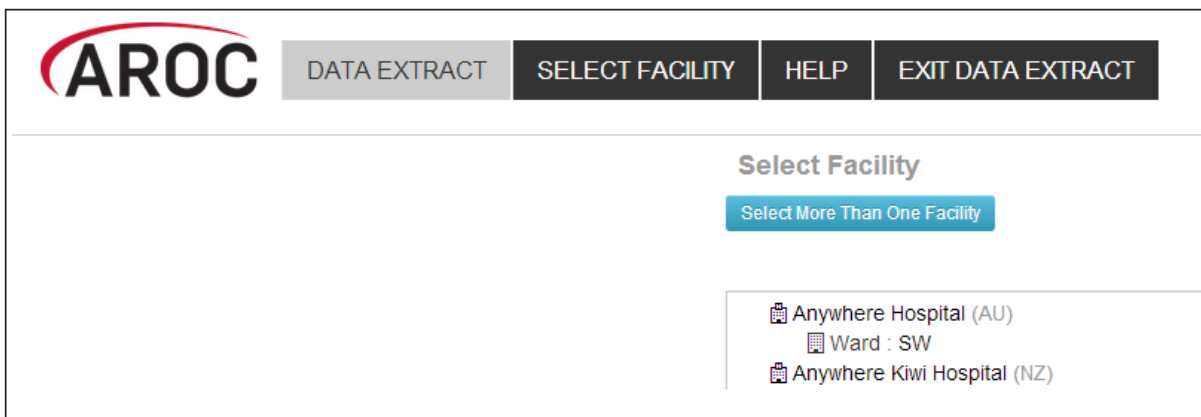 AROC DATA EXTRACT SELECT FACILITY HELP EXIT DATA EXTRACT
Select Facility
Select More Than One Facility
Anywhere Hospital (AU)
Ward : SW
Anywhere Kiwi Hospital (NZ)